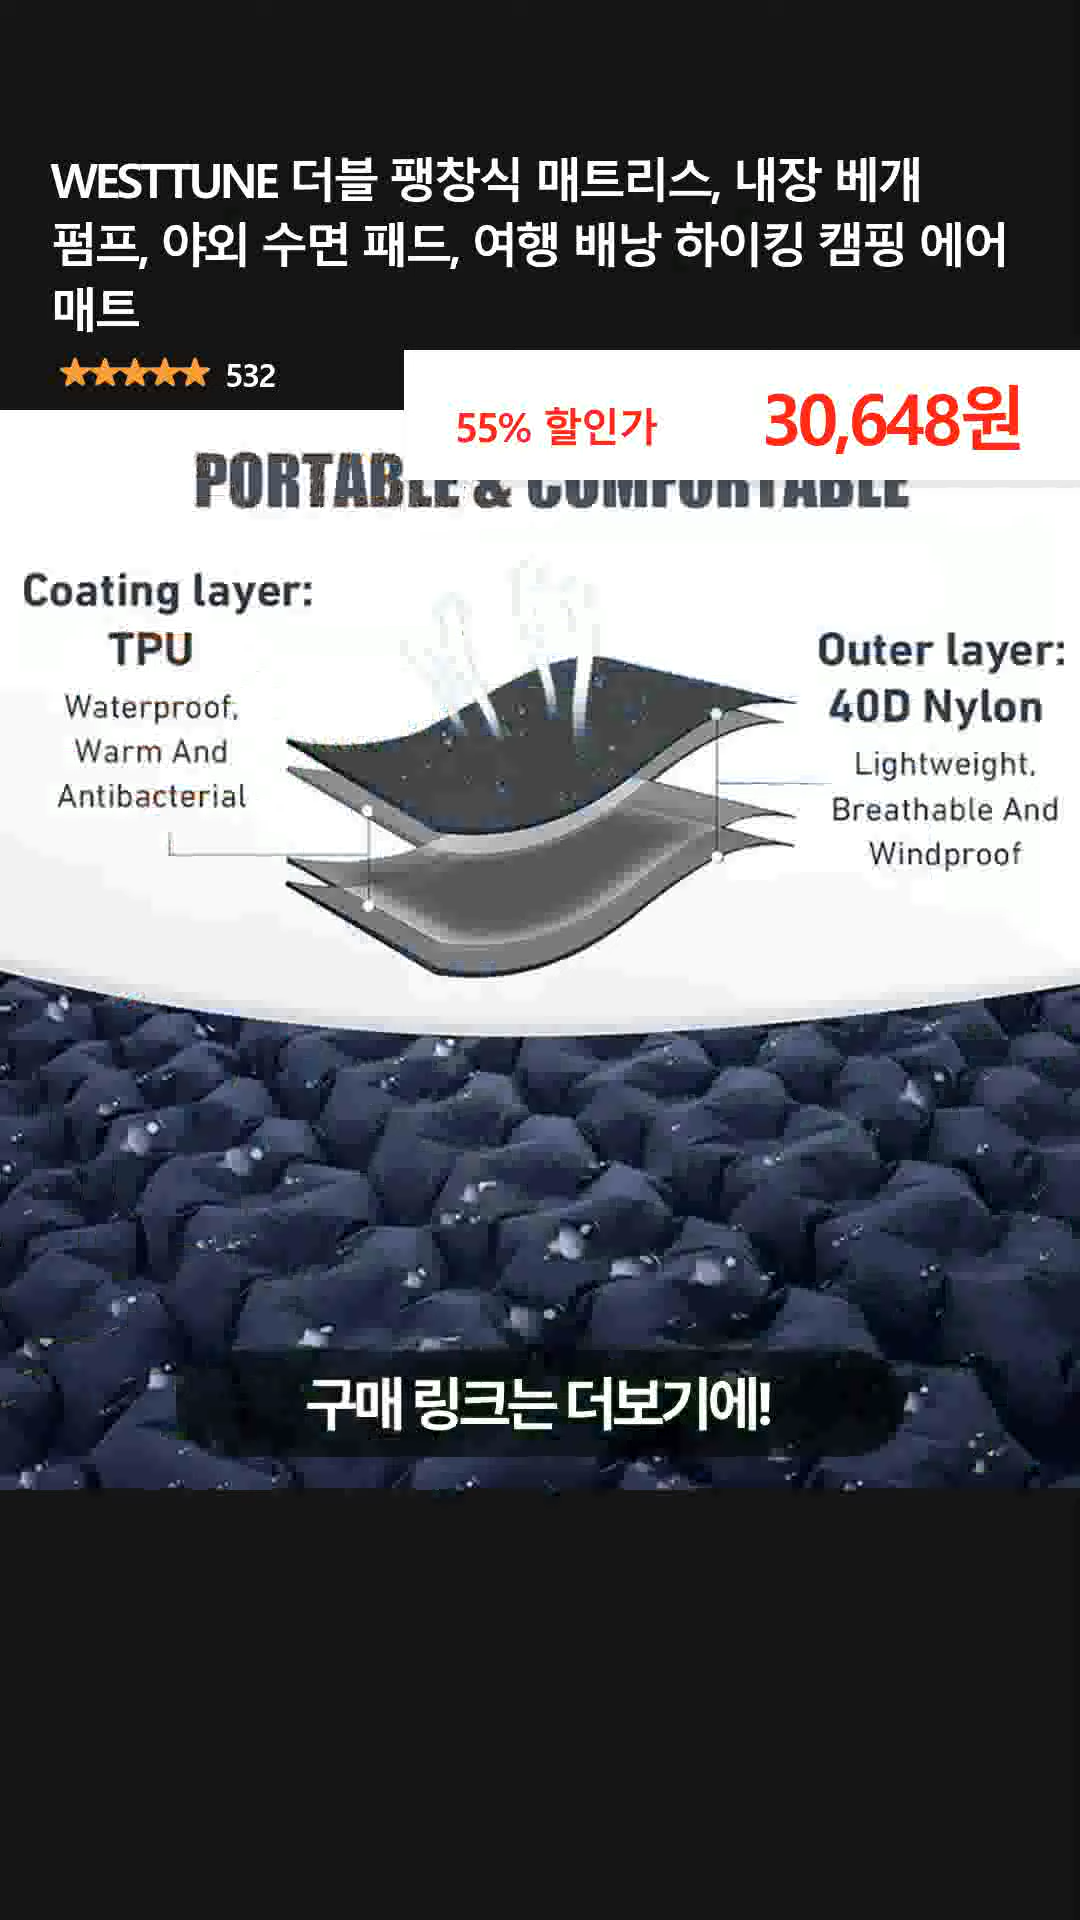 WESTTUNE 더블 팽창식 매트리스, 내장 베개
펌프, 야외 수면 패드, 여행 배낭 하이킹 캠핑 에어
매트
532
55% 할인가
30,648원
PORTABLE & COMFORTABLE
Coating layer:
TPU
Waterproof,
Warm And
Antibacterial
Outer layer:
40D Nylon
Lightweight,
Breathable And
Windproof
구매 링크는 더보기에!